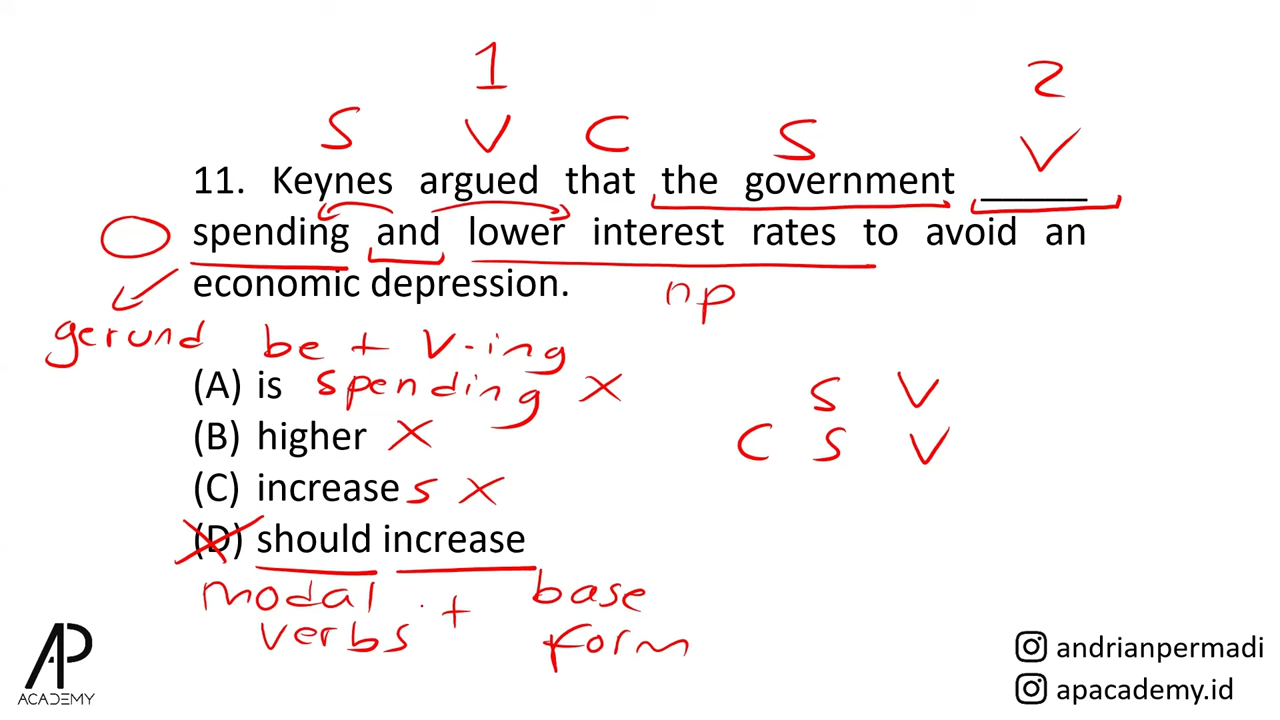 1 2
S V C S V
11. Keynes argued that the government ______
spending and lower interest rates to avoid an
economic depression.
np
gerund be + V-ing
(A) is spending X S V
(B) higher X C S V
(C) increases X
(D) should increase
modal verbs + base form
AP
ACADEMY
andrianpermadi
apacademy.id